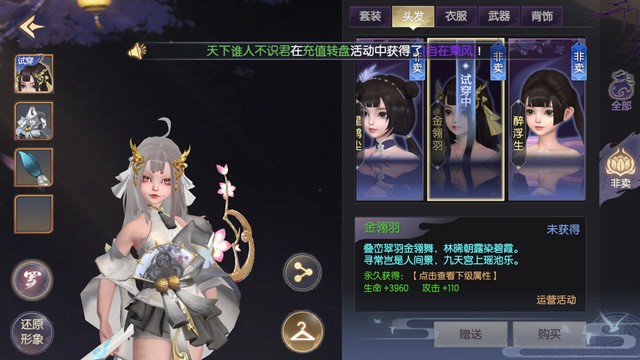 套装 头发 衣服 武器 背饰
天下谁人不识君在充值转盘活动中获得了[自在乘风]！
试穿
非卖
试穿中
金翎羽
非卖
醉浮生
非卖
全部
非卖
金翎羽
未获得
叠峦翠羽金翎舞，林晞朝露染碧霞。
寻常岂是人间景，九天宫上瑶池乐。
永久获得：【点击查看下级属性】
生命 +3960 攻击 +110
运营活动
还原
形象
赠送
购买